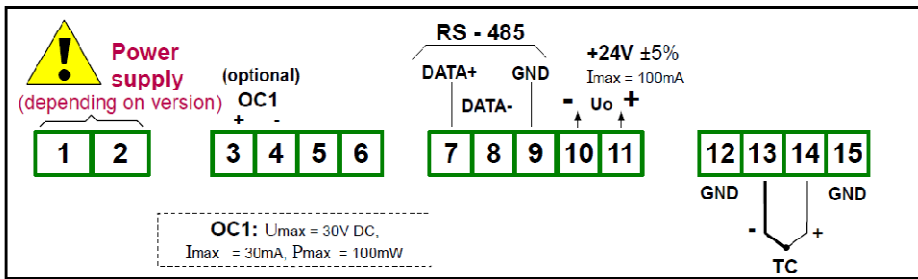 RS - 485
Power
supply
(depending on version)
(optional)
OC1
+ -
DATA+ GND
DATA-
+24V ±5%
Imax = 100mA
- Uo +
1 2 3 4 5 6 7 8 9 10 11 12 13 14 15
GND GND
- +
TC
OC1: Umax = 30V DC,
Imax = 30mA, Pmax = 100mW